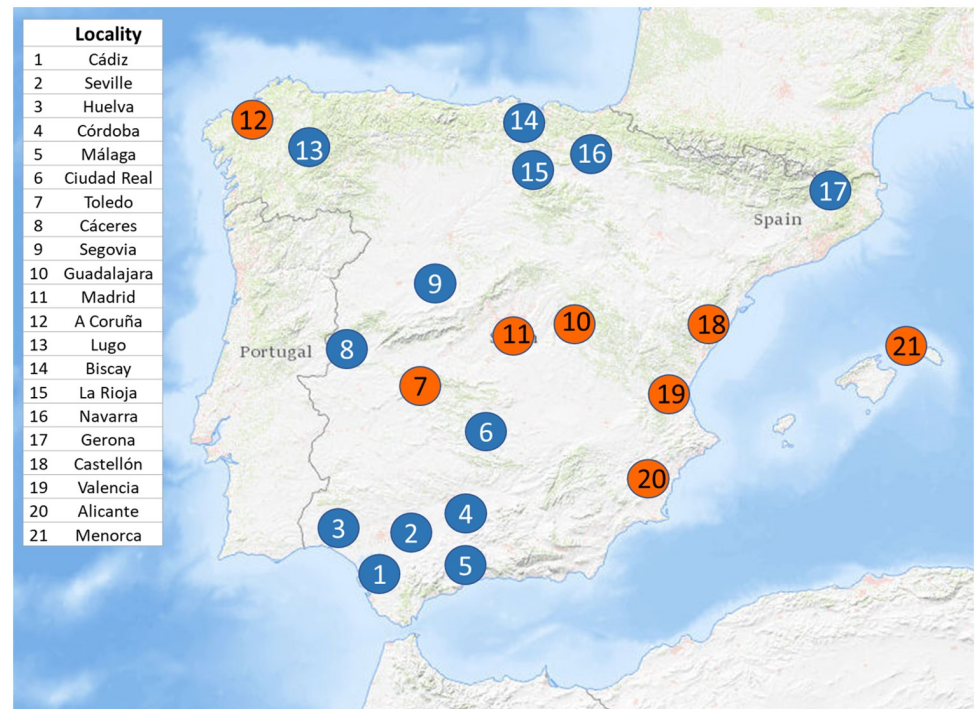 Locality
1 Cádiz
2 Seville
3 Huelva
4 Córdoba
5 Málaga
6 Ciudad Real
7 Toledo
8 Cáceres
9 Segovia
10 Guadalajara
11 Madrid
12 A Coruña
13 Lugo
14 Biscay
15 La Rioja
16 Navarra
17 Gerona
18 Castellón
19 Valencia
20 Alicante
21 Menorca
12
13
14
15
16
17
Spain
9
10
11
18
21
Portugal
8
7
19
6
20
4
3
2
5
1